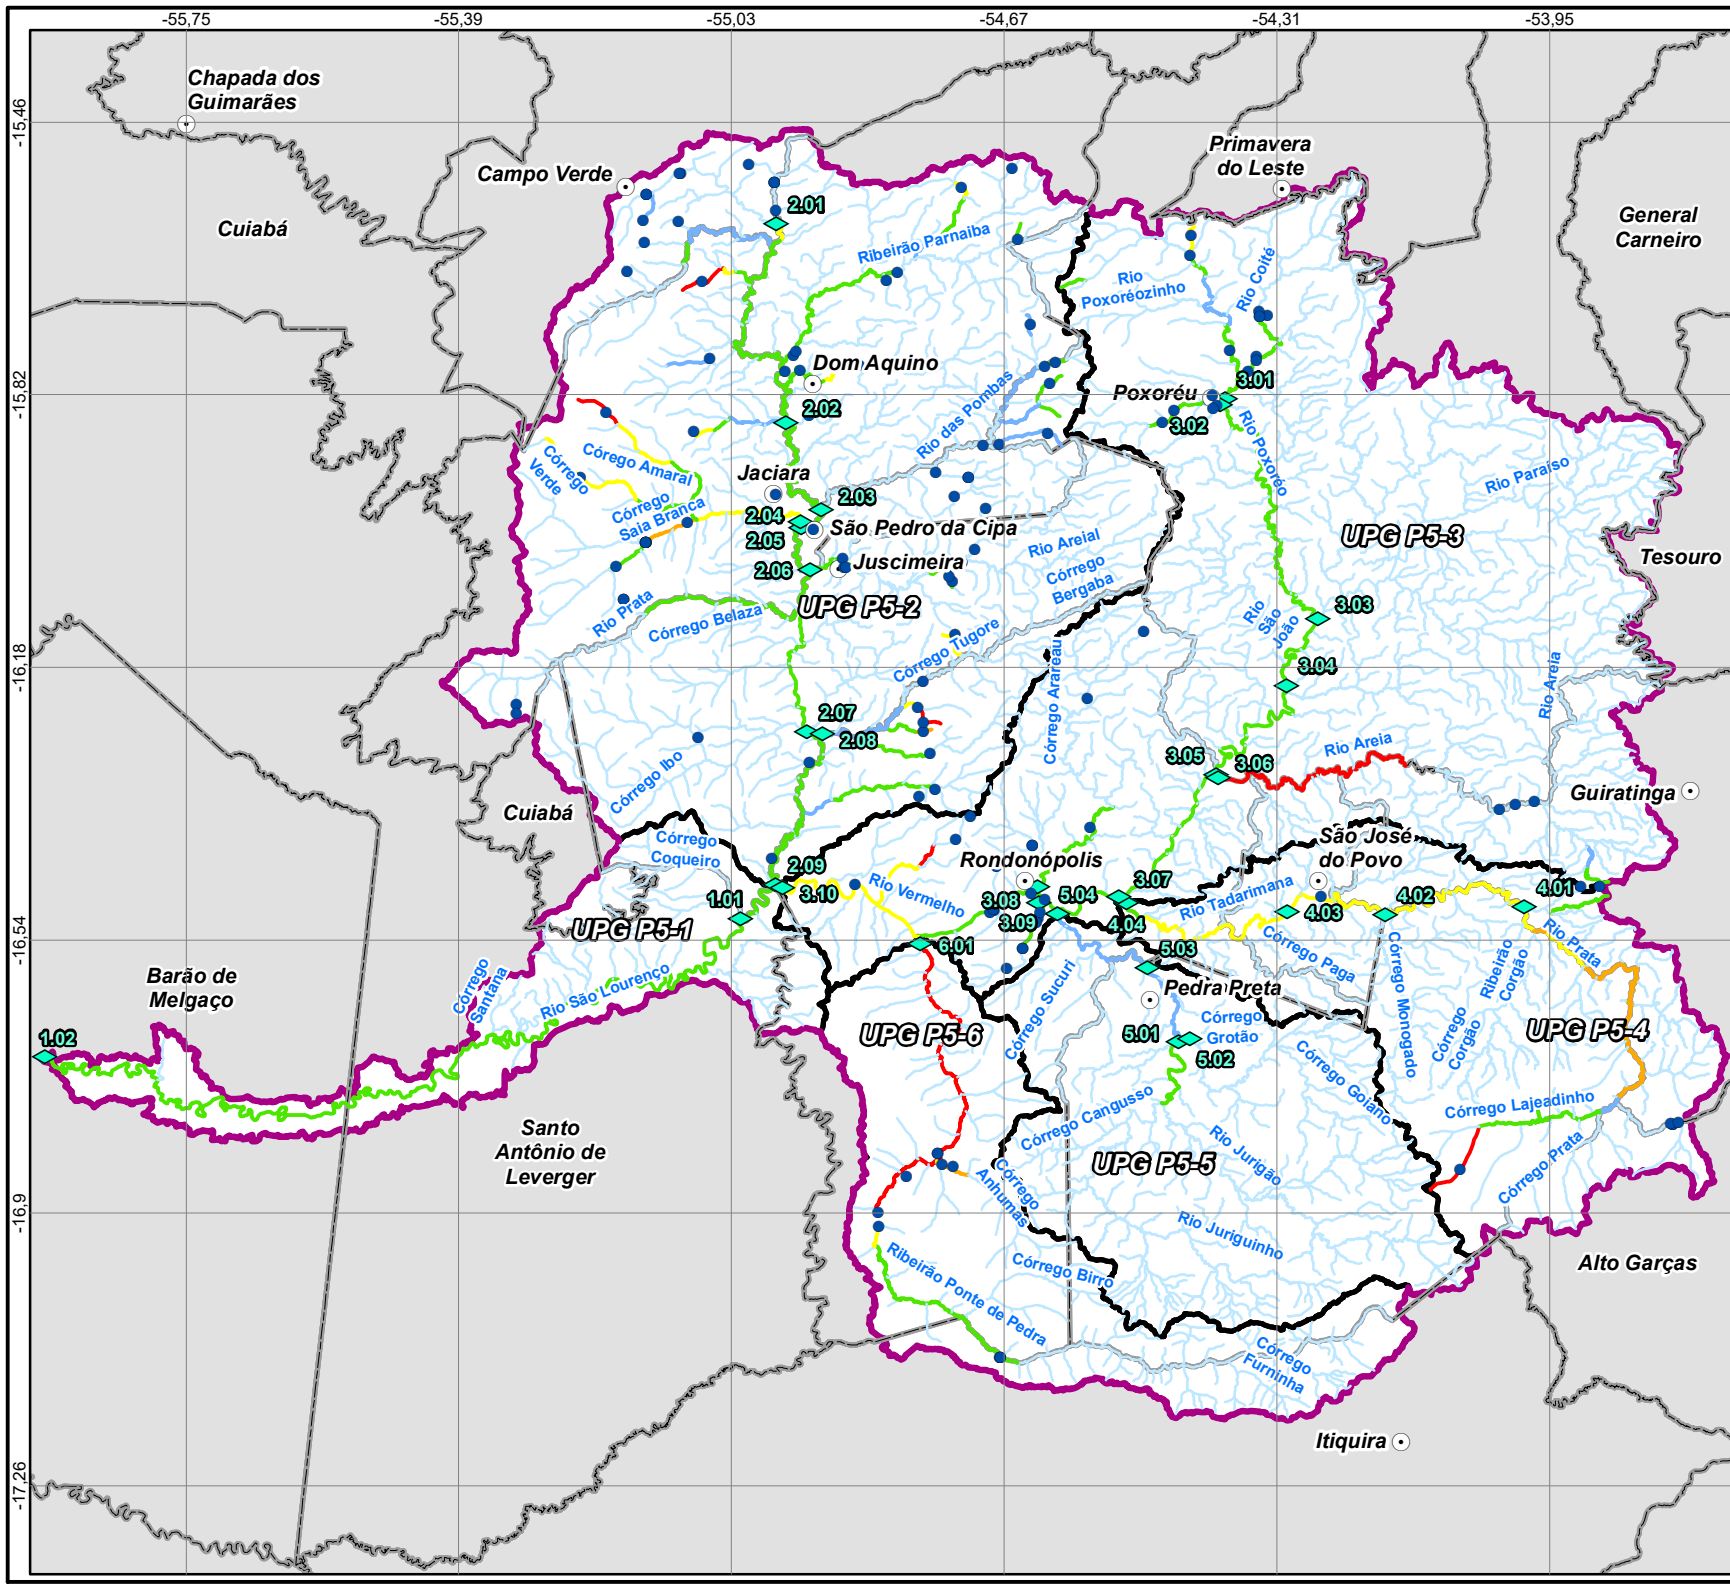 -55,75
-55,39
-55,03
-54,67
-54,31
-53,95
-15,46
-15,82
-16,18
-16,54
-16,9
-17,26
Chapada dos
Guimarães
Campo Verde
Cuiabá
Primavera
do Leste
General
Carneiro
2.01
Ribeirão Parnaiba
Rio
Poxoréozinho
Rio Coité
Dom Aquino
2.02
Rio das Pombas
Poxoréu
3.01
3.02
Rio Poxoréo
Rio Paraíso
Córrego
Verde
Córego Amaral
Córrego
Saia Branca
Jaciara
2.03
2.04
São Pedro da Cipa
2.05
2.06
Juscimeira
Rio Areial
Córrego
Bergaba
UPG P5-3
Tesouro
Rio Prata
Córrego Belaza
UPG P5-2
Córrego Tugore
Rio
São
João
3.03
3.04
Córrego Arareau
Rio Areia
2.07
2.08
Córrego Ibo
3.05
3.06
Rio Areia
Guiratinga
Cuiabá
Córrego
Coqueiro
2.09
3.10
1.01
UPG P5-1
Rio Vermelho
Rondonópolis
3.08
3.09
5.04
3.07
4.04
São José
do Povo
Rio Tadarimana
4.03
4.02
4.01
6.01
5.03
Córrego Paga
Córrego Monogado
Ribeirão
Corgão
Rio Prata
Barão de
Melgaço
Córrego
Santana
Rio São Lourenço
1.02
UPG P5-6
Córrego Sucuri
Pedra Preta
5.01
Córrego
Grotão
5.02
Córrego
Corgão
UPG P5-4
Córrego Goiano
Córrego Lajeadinho
Córrego Prata
Santo
Antônio de
Leverger
Córrego Cangusso
UPG P5-5
Rio Jurigão
Córrego
Anhumas
Rio Juriguinho
Ribeirão Ponte de Pedra
Córrego Birro
Córrego
Furninha
Alto Garças
Itiquira